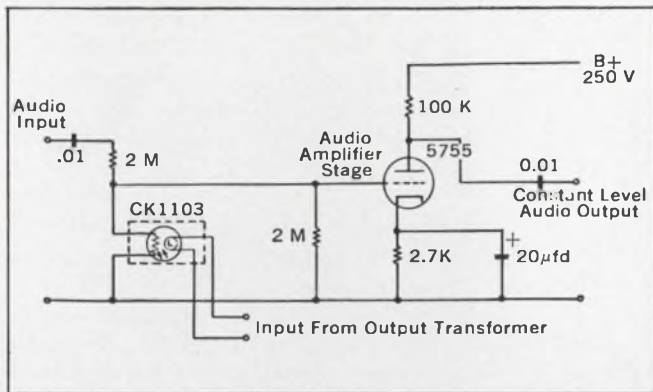 B+
250 V
Audio
Input
.01
2 M
100 K
Audio
Amplifier
Stage
5755
0.01
Constant Level
Audio Output
CK1103
L
2 M
2.7K
+
20μfd
Input From Output Transformer